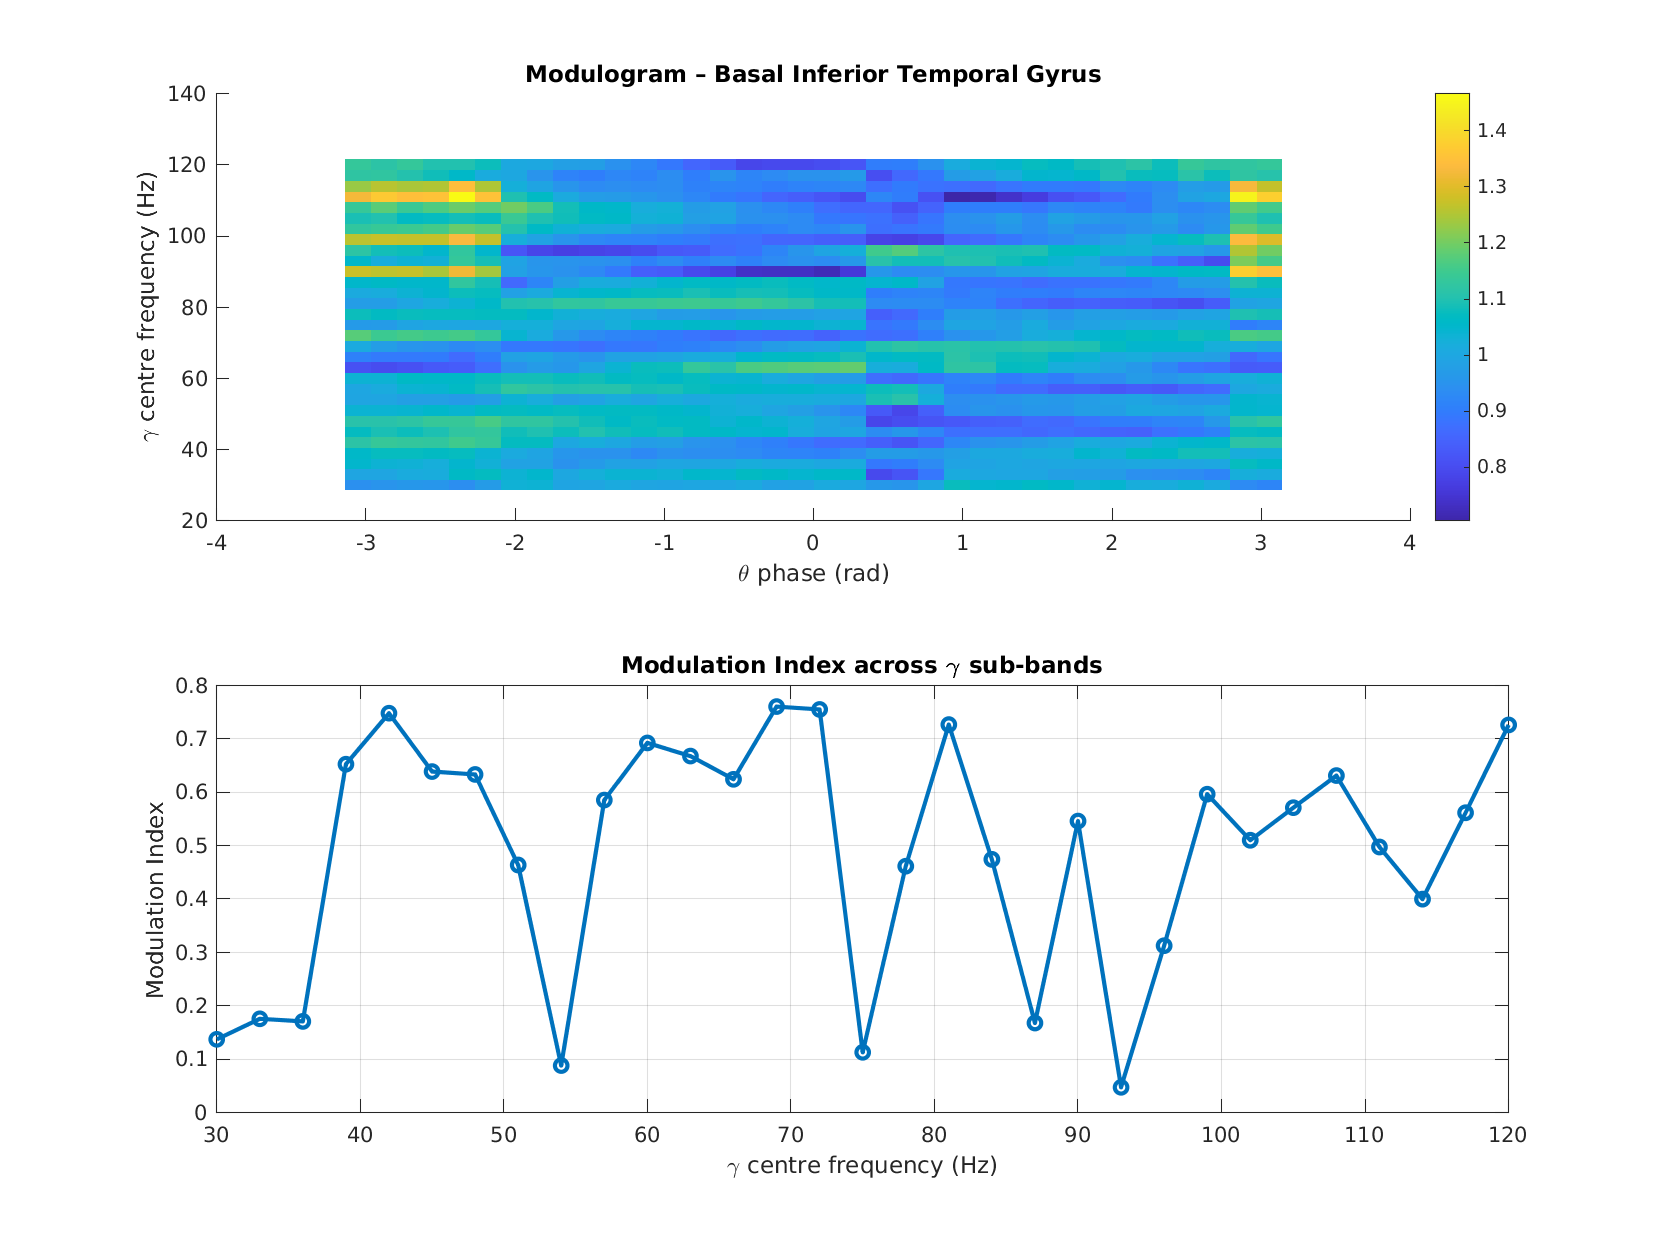 Modulogram – Basal Inferior Temporal Gyrus
140
120
100
80
60
40
20
γ centre frequency (Hz)
-4 -3 -2 -1 0 1 2 3 4
θ phase (rad)
1.4
1.3
1.2
1.1
1
0.9
0.8
Modulation Index across γ sub-bands
0.8
0.7
0.6
0.5
0.4
0.3
0.2
0.1
0
Modulation Index
30 40 50 60 70 80 90 100 110 120
γ centre frequency (Hz)